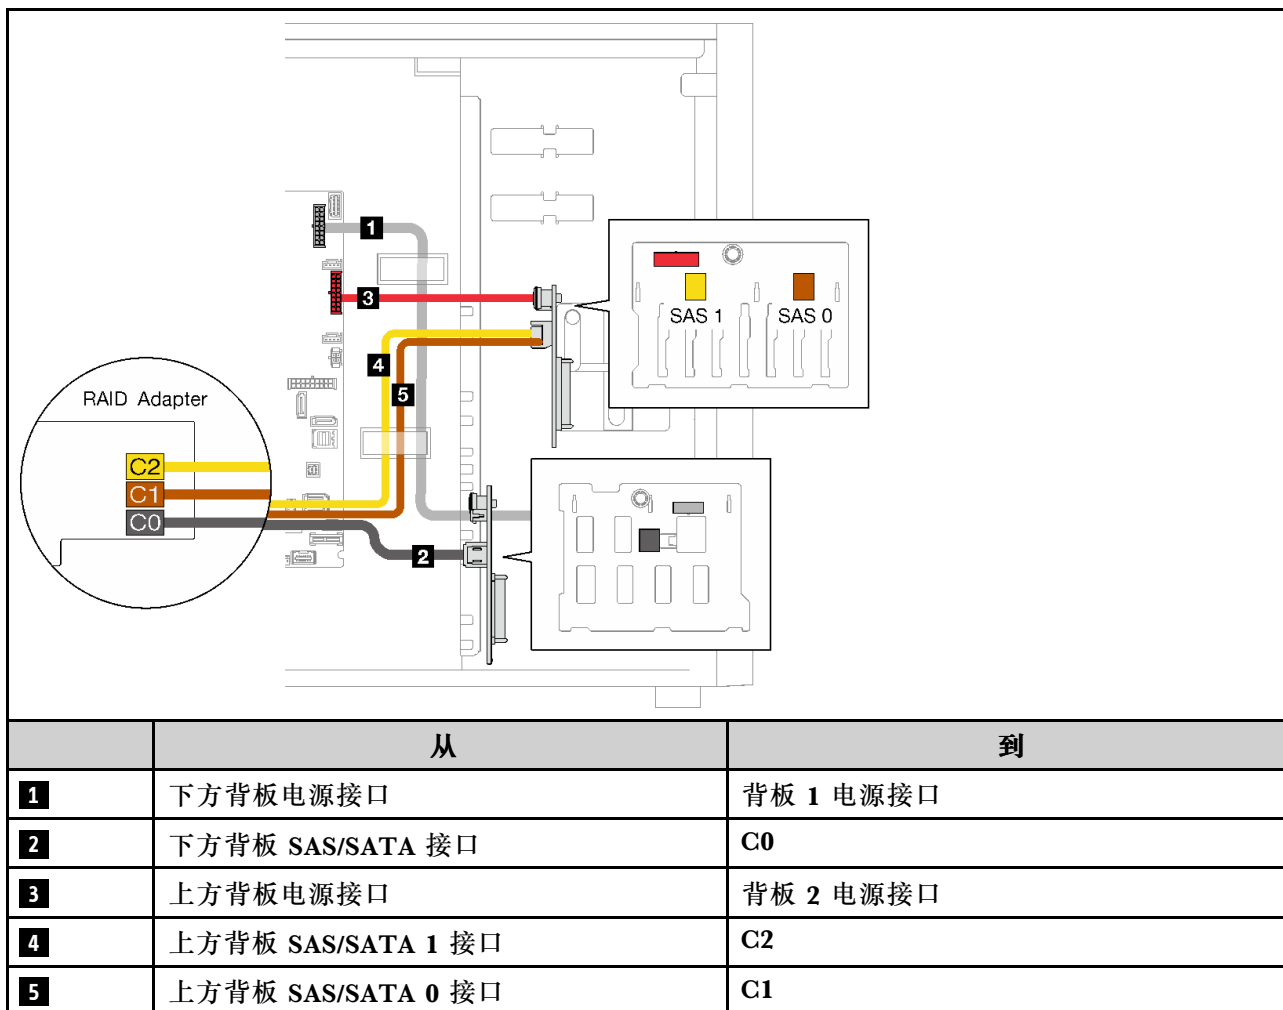 1
3
SAS 1 SAS 0
4
5
RAID Adapter
C2
C1
C0
2
从 到
1 下方背板电源接口 背板 1 电源接口
2 下方背板 SAS/SATA 接口 C0
3 上方背板电源接口 背板 2 电源接口
4 上方背板 SAS/SATA 1 接口 C2
5 上方背板 SAS/SATA 0 接口 C1